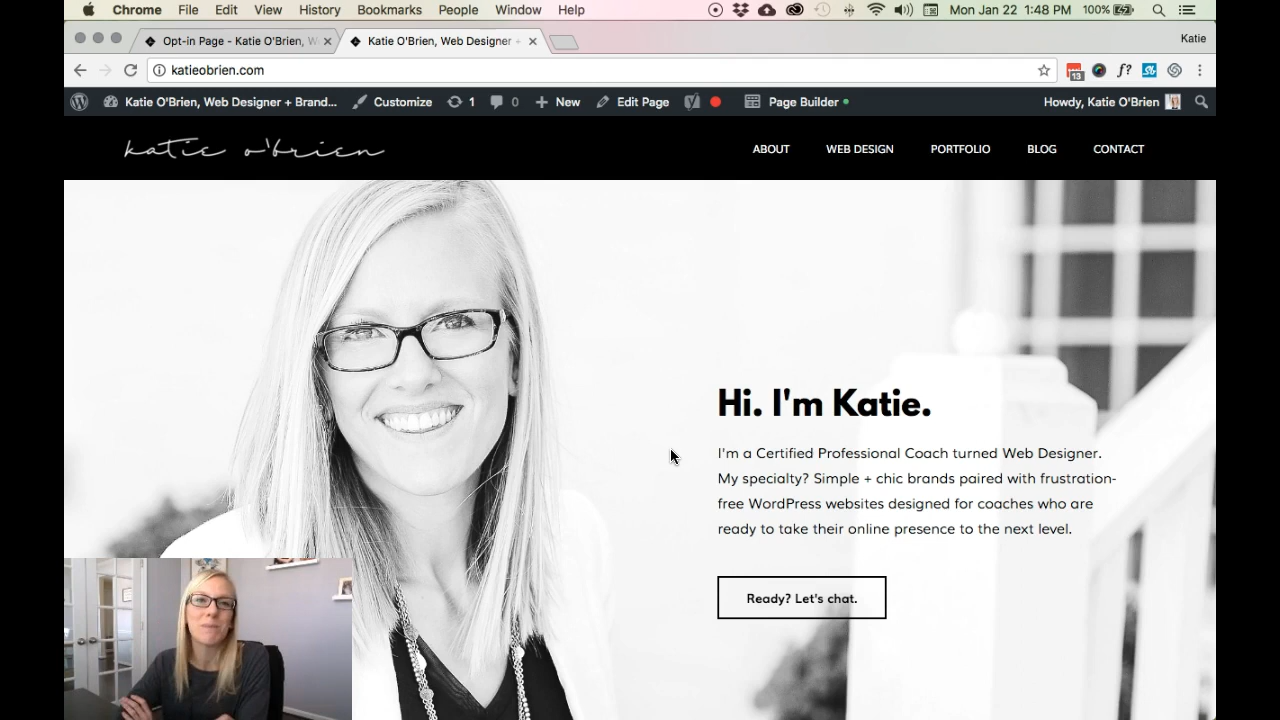 Chrome File Edit View History Bookmarks People Window Help Mon Jan 22 1:48 PM 100%
Opt-in Page - Katie O'Brien, W
Katie O'Brien, Web Designer +
Katie
katieobrien.com
13
f?
Katie O'Brien, Web Designer + Brand... Customize 1 0 New Edit Page Page Builder Howdy, Katie O'Brien
katie o'brien
ABOUT WEB DESIGN PORTFOLIO BLOG CONTACT
Hi. I'm Katie.
I'm a Certified Professional Coach turned Web Designer.
My specialty? Simple + chic brands paired with frustration-
free WordPress websites designed for coaches who are
ready to take their online presence to the next level.
Ready? Let's chat.